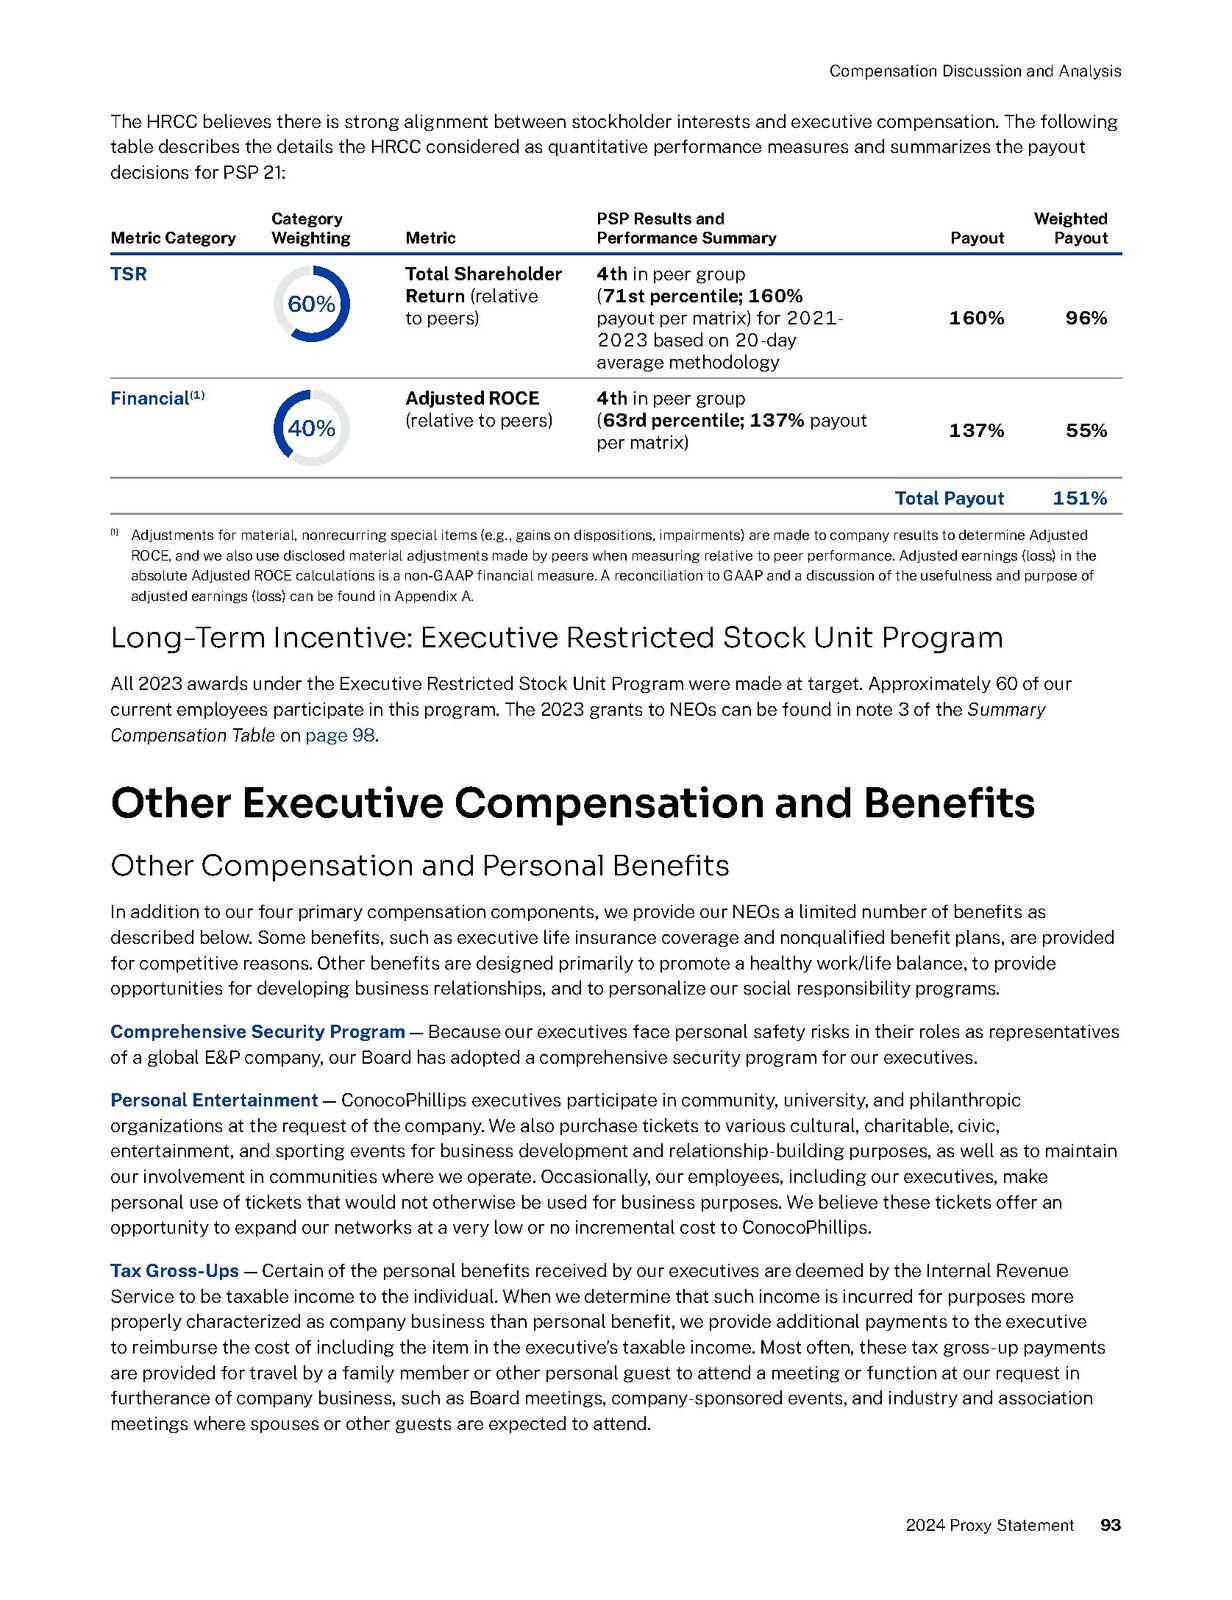 Compensation Discussion and Analysis
The HRCC believes there is strong alignment between stockholder interests and executive compensation. The following
table describes the details the HRCC considered as quantitative performance measures and summarizes the payout
decisions for PSP 21:
Metric Category
Category
Weighting
Metric
PSP Results and
Performance Summary
Payout
Weighted
Payout
TSR
60%
Total Shareholder
Return (relative
to peers)
4th in peer group
(71st percentile; 160%
payout per matrix) for 2021-
2023 based on 20-day
average methodology
160%
96%
Financial(1)
40%
Adjusted ROCE
(relative to peers)
4th in peer group
(63rd percentile; 137% payout
per matrix)
137%
55%
Total Payout 151%
(1) Adjustments for material, nonrecurring special items (e.g., gains on dispositions, impairments) are made to company results to determine Adjusted
ROCE, and we also use disclosed material adjustments made by peers when measuring relative to peer performance. Adjusted earnings (loss) in the
absolute Adjusted ROCE calculations is a non-GAAP financial measure. A reconciliation to GAAP and a discussion of the usefulness and purpose of
adjusted earnings (loss) can be found in Appendix A.
Long-Term Incentive: Executive Restricted Stock Unit Program
All 2023 awards under the Executive Restricted Stock Unit Program were made at target. Approximately 60 of our
current employees participate in this program. The 2023 grants to NEOs can be found in note 3 of the Summary
Compensation Table on page 98.
Other Executive Compensation and Benefits
Other Compensation and Personal Benefits
In addition to our four primary compensation components, we provide our NEOs a limited number of benefits as
described below. Some benefits, such as executive life insurance coverage and nonqualified benefit plans, are provided
for competitive reasons. Other benefits are designed primarily to promote a healthy work/life balance, to provide
opportunities for developing business relationships, and to personalize our social responsibility programs.
Comprehensive Security Program — Because our executives face personal safety risks in their roles as representatives
of a global E&P company, our Board has adopted a comprehensive security program for our executives.
Personal Entertainment — ConocoPhillips executives participate in community, university, and philanthropic
organizations at the request of the company. We also purchase tickets to various cultural, charitable, civic,
entertainment, and sporting events for business development and relationship-building purposes, as well as to maintain
our involvement in communities where we operate. Occasionally, our employees, including our executives, make
personal use of tickets that would not otherwise be used for business purposes. We believe these tickets offer an
opportunity to expand our networks at a very low or no incremental cost to ConocoPhillips.
Tax Gross-Ups — Certain of the personal benefits received by our executives are deemed by the Internal Revenue
Service to be taxable income to the individual. When we determine that such income is incurred for purposes more
properly characterized as company business than personal benefit, we provide additional payments to the executive
to reimburse the cost of including the item in the executive's taxable income. Most often, these tax gross-up payments
are provided for travel by a family member or other personal guest to attend a meeting or function at our request in
furtherance of company business, such as Board meetings, company-sponsored events, and industry and association
meetings where spouses or other guests are expected to attend.
2024 Proxy Statement 93